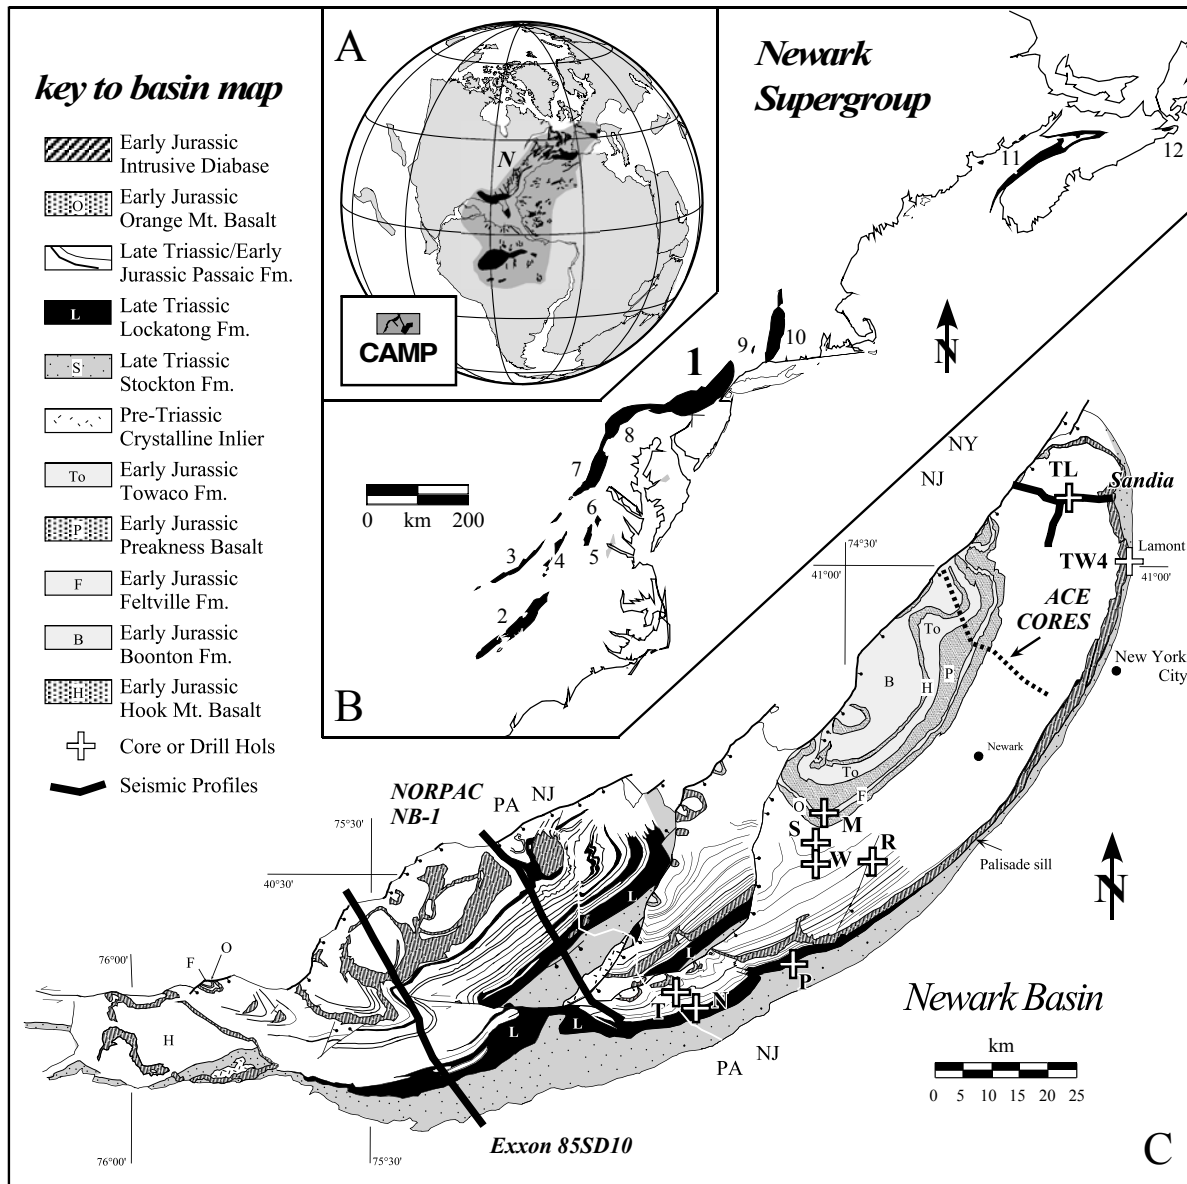 key to basin map
Early Jurassic
Intrusive Diabase
O
Early Jurassic
Orange Mt. Basalt
Late Triassic/Early
Jurassic Passaic Fm.
L
Late Triassic
Lockatong Fm.
S
Late Triassic
Stockton Fm.
Pre-Triassic
Crystalline Inlier
To
Early Jurassic
Towaco Fm.
P
Early Jurassic
Preakness Basalt
F
Early Jurassic
Feltville Fm.
B
Early Jurassic
Boonton Fm.
H
Early Jurassic
Hook Mt. Basalt
Core or Drill Hols
Seismic Profiles
A
N
CAMP
Newark
Supergroup
12
11
10
9
1
8
7
6
5
4
3
2
N
0 km 200
B
NY
NJ
TL
Sandia
TW4
Lamont
41°00'
74°30'
41°00'
ACE
CORES
New York
City
To
P
H
B
Newark
To
F
O
M
S
W
R
Palisade sill
N
NORPAC
NB-1
PA
NJ
75°30'
40°30'
L
L
L
L
O
F
76°00'
H
T
N
P
PA
NJ
Newark Basin
km
0 5 10 15 20 25
76°00'
75°30'
Exxon 85SD10
C